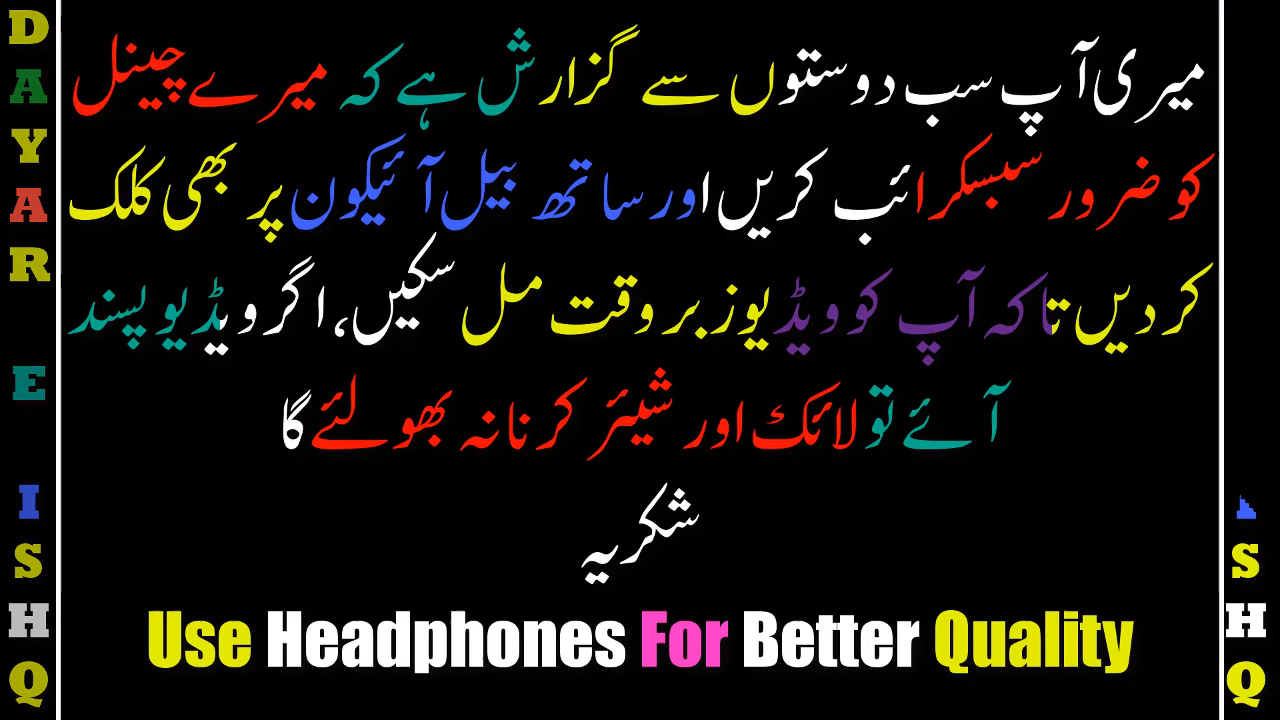 میری آپ سب دوستوں سے گزارش ہے کہ میرے چینل
کو ضرور سبسکرائب کریں اور ساتھ بیل آئیکون پر بھی کلک
کر دیں تاکہ آپ کو ویڈیوز بر وقت مل سکیں، اگر ویڈیو پسند
آئے تو لائک اور شیئر کرنا نہ بھولئے گا
شکریہ
Use Headphones For Better Quality
DAYAR E ISHQ
SHQ